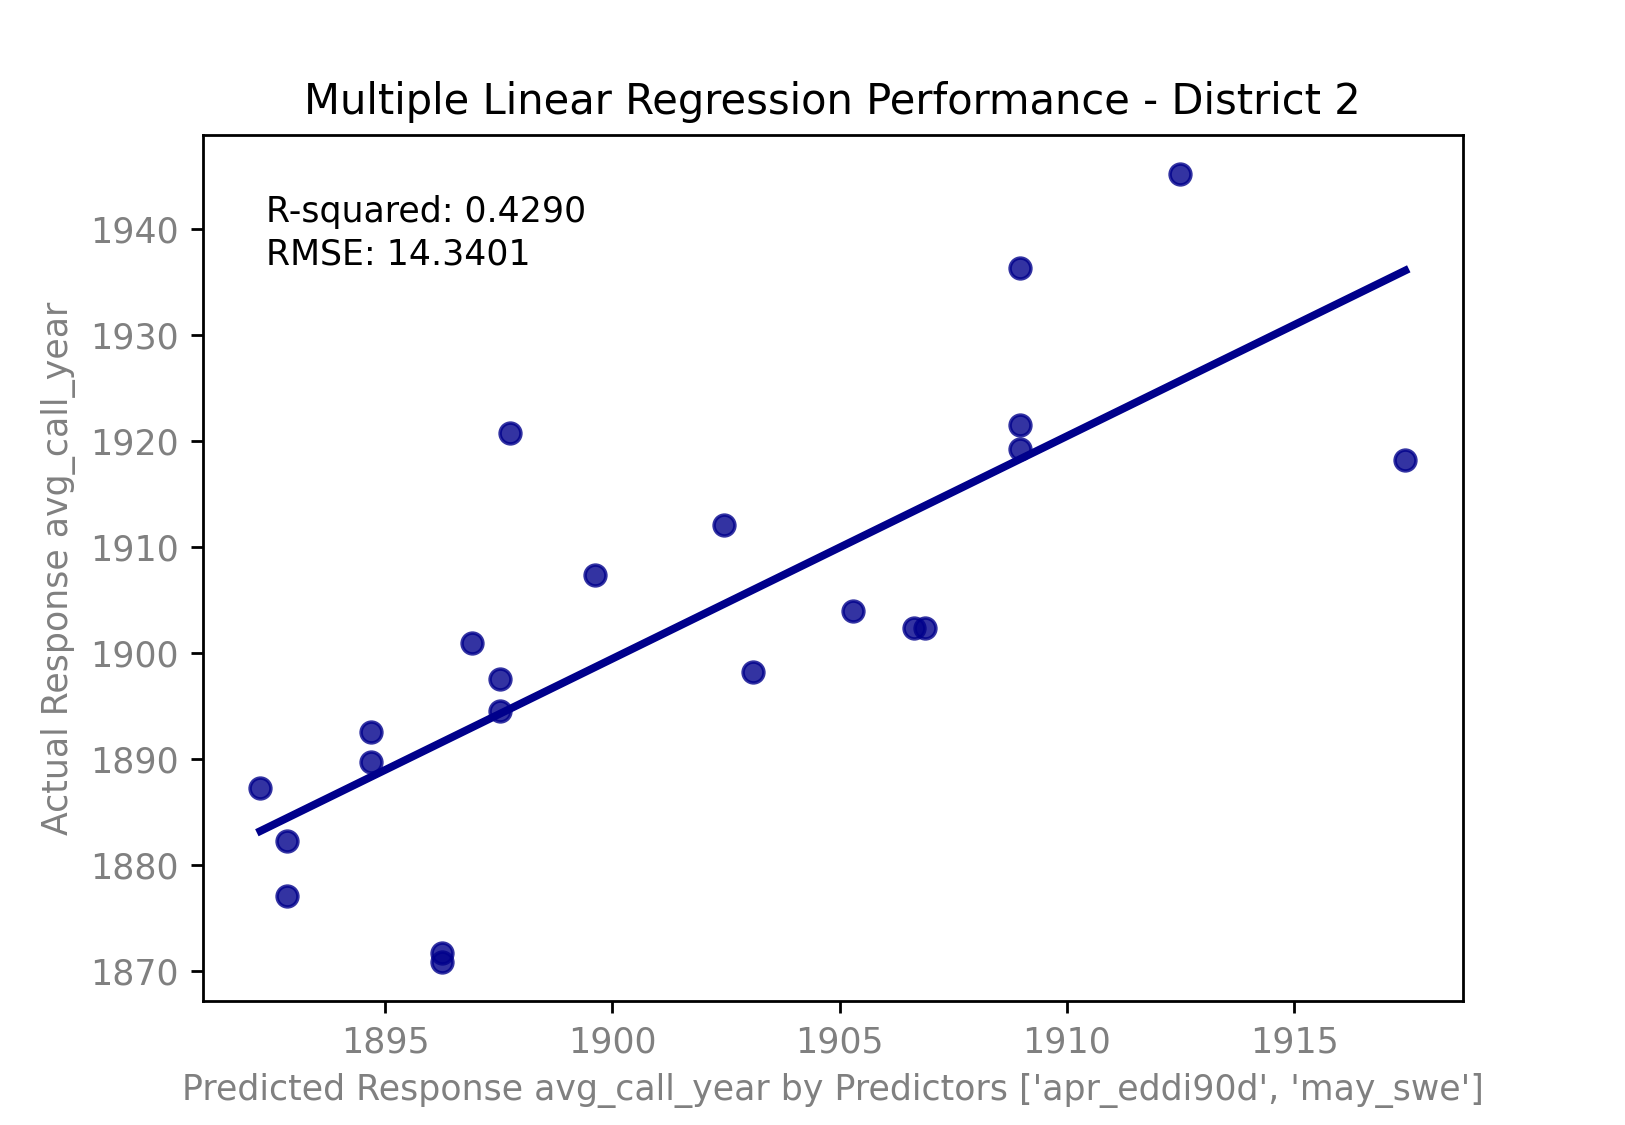 Multiple Linear Regression Performance - District 2
R-squared: 0.4290
RMSE: 14.3401
Actual Response avg_call_year
1940
1930
1920
1910
1900
1890
1880
1870
1895 1900 1905 1910 1915
Predicted Response avg_call_year by Predictors ['apr_eddi90d', 'may_swe']